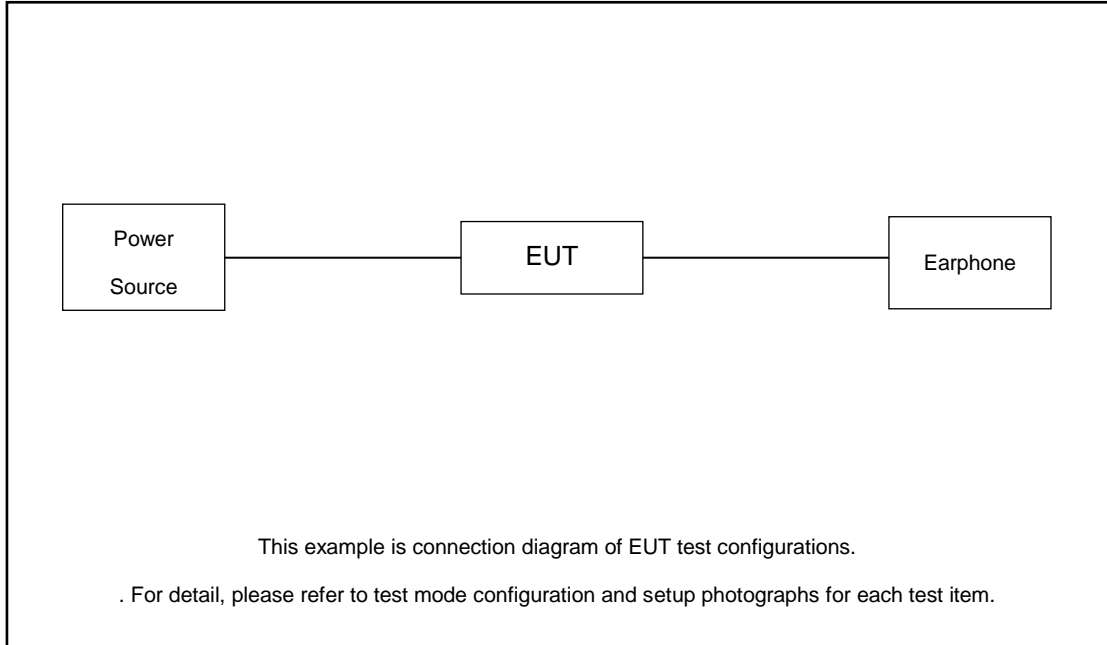 Power
Source
EUT
Earphone
This example is connection diagram of EUT test configurations.
. For detail, please refer to test mode configuration and setup photographs for each test item.